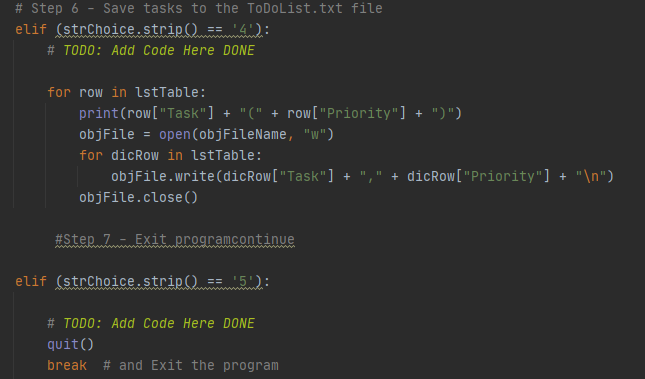 # Step 6 - Save tasks to the ToDoList.txt file
elif (strChoice.strip() == '4'):
# TODO: Add Code Here DONE
for row in lstTable:
print(row["Task"] + "(" + row["Priority"] + ")")
objFile = open(objFileName, "w")
for dicRow in lstTable:
objFile.write(dicRow["Task"] + "," + dicRow["Priority"] + "\n")
objFile.close()
#Step 7 - Exit programcontinue
elif (strChoice.strip() == '5'):
# TODO: Add Code Here DONE
quit()
break  # and Exit the program